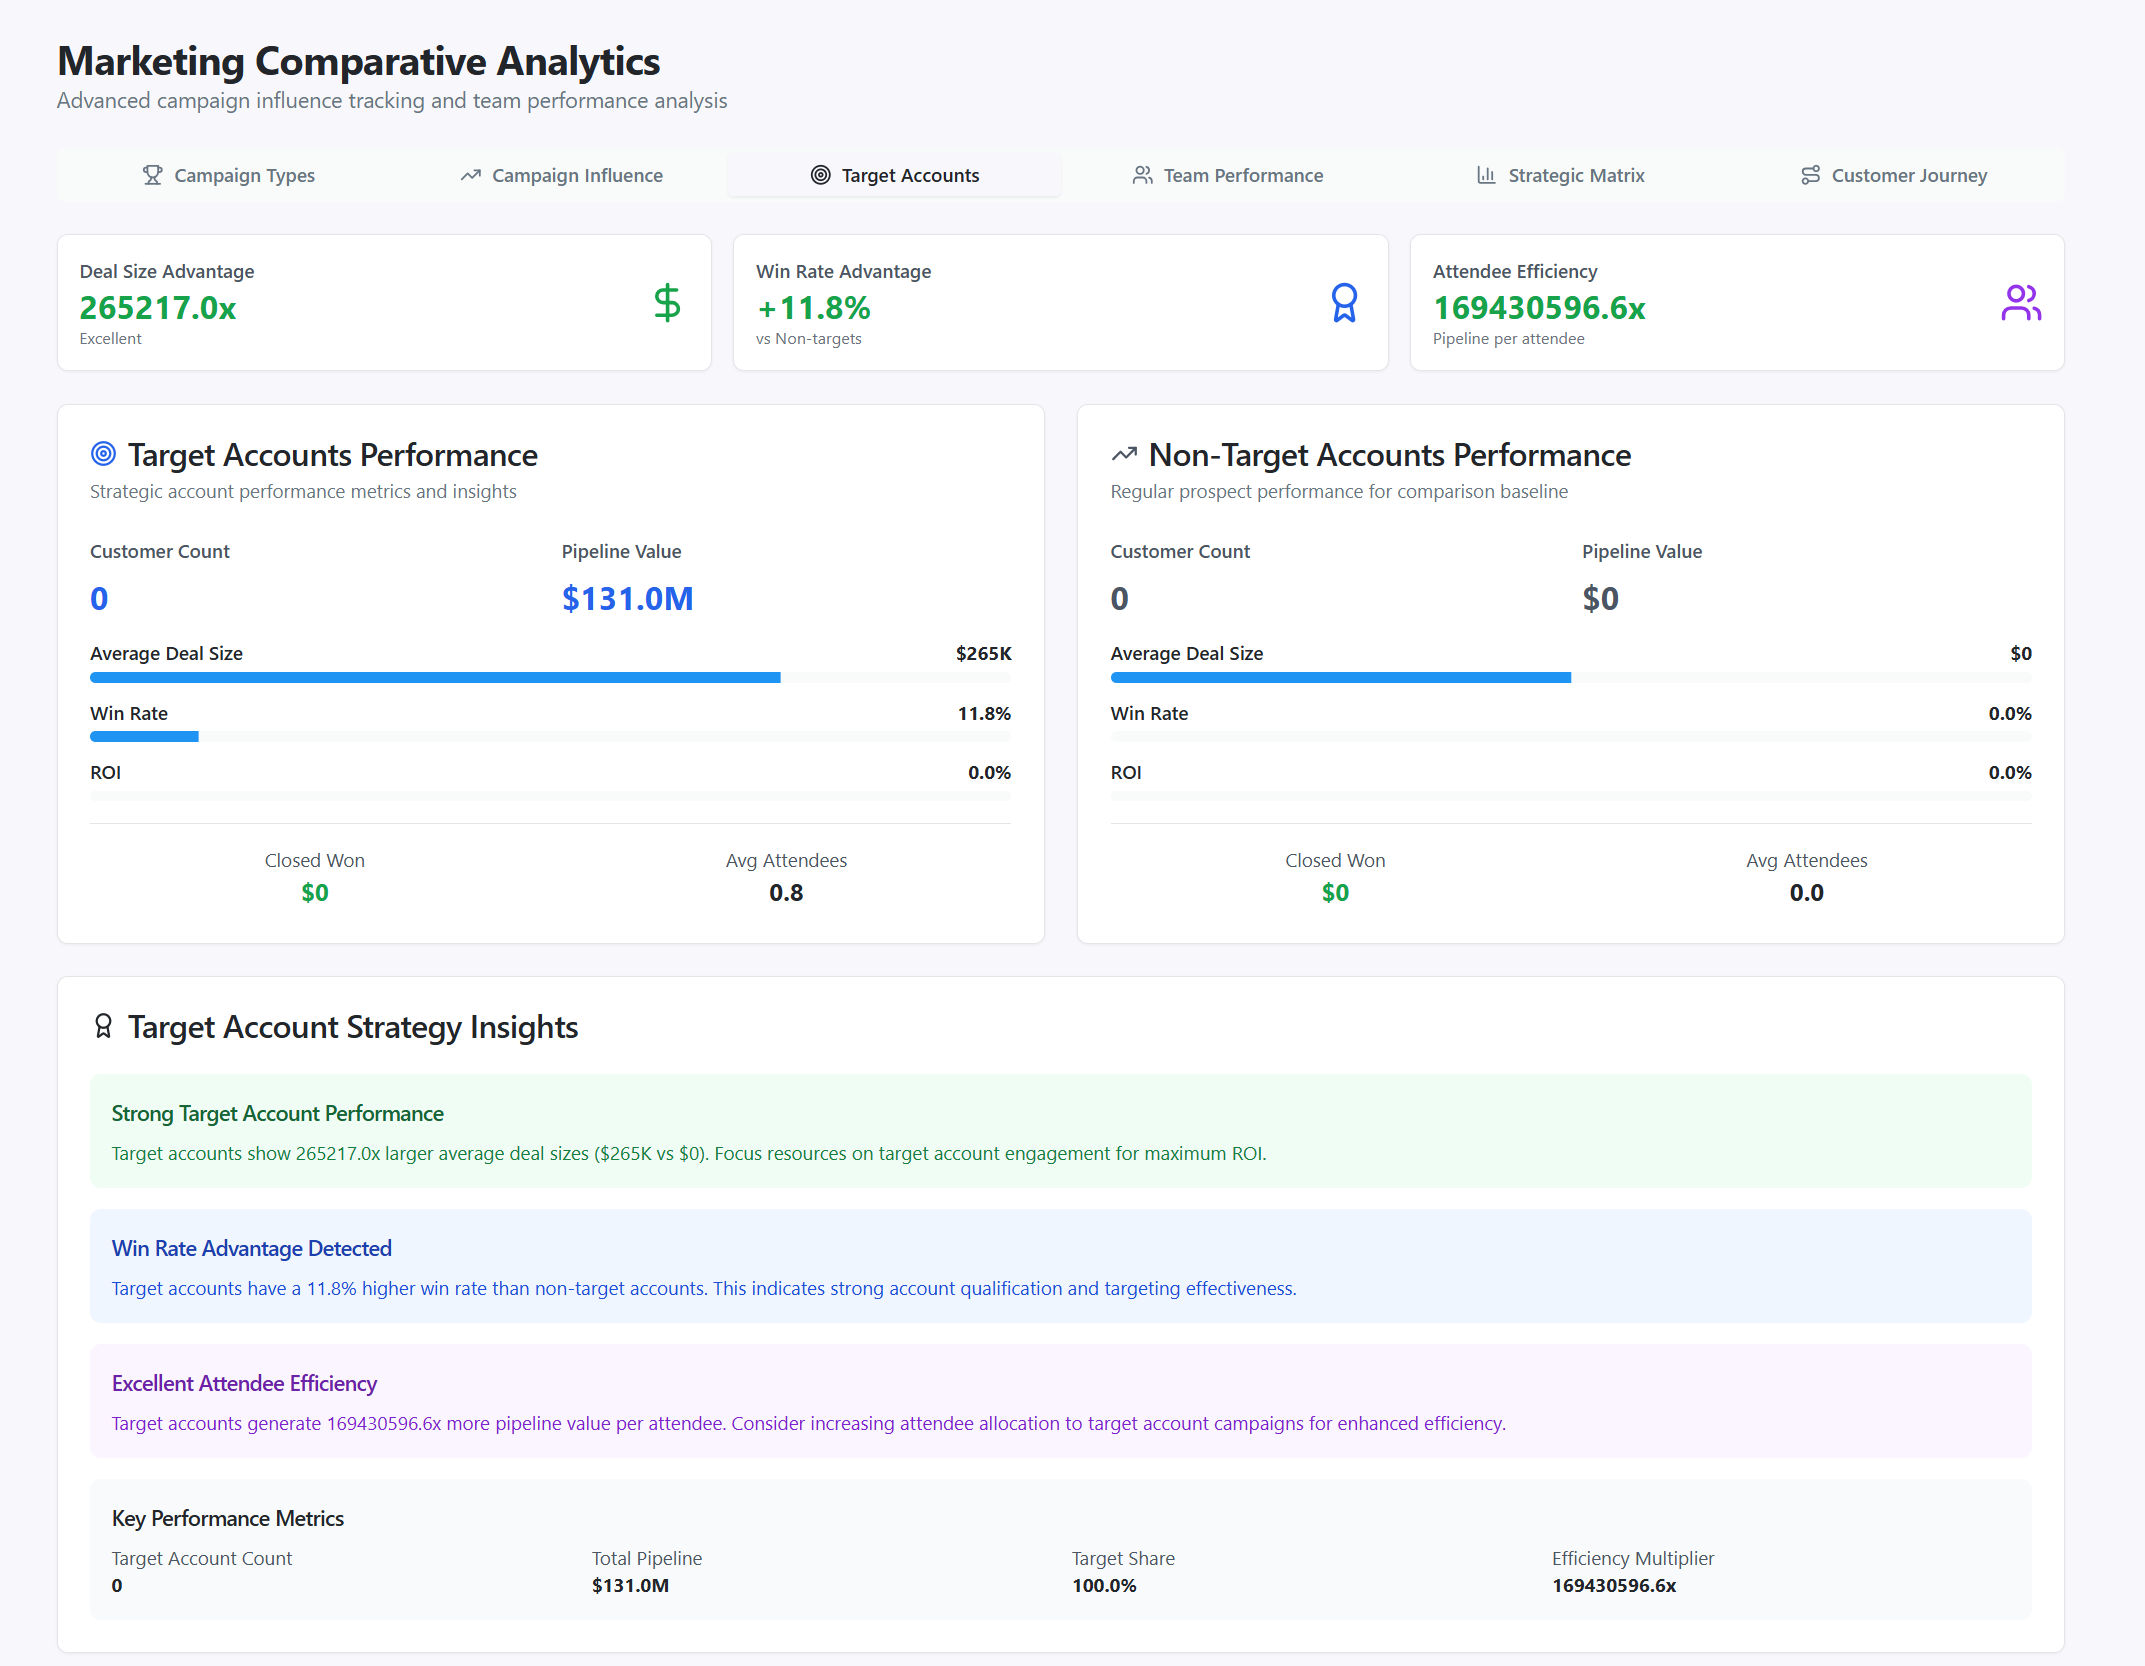 Marketing Comparative Analytics
Advanced campaign influence tracking and team performance analysis
Campaign Types
Campaign Influence
Target Accounts
Team Performance
Strategic Matrix
Customer Journey
Deal Size Advantage
265217.0x
Excellent
Win Rate Advantage
+11.8%
vs Non-targets
Attendee Efficiency
169430596.6x
Pipeline per attendee
Target Accounts Performance
Strategic account performance metrics and insights
Customer Count
0
Pipeline Value
$131.0M
Average Deal Size $265K
Win Rate 11.8%
ROI 0.0%
Closed Won
$0
Avg Attendees
0.8
Non-Target Accounts Performance
Regular prospect performance for comparison baseline
Customer Count
0
Pipeline Value
$0
Average Deal Size $0
Win Rate 0.0%
ROI 0.0%
Closed Won
$0
Avg Attendees
0.0
Target Account Strategy Insights
Strong Target Account Performance
Target accounts show 265217.0x larger average deal sizes ($265K vs $0). Focus resources on target account engagement for maximum ROI.
Win Rate Advantage Detected
Target accounts have a 11.8% higher win rate than non-target accounts. This indicates strong account qualification and targeting effectiveness.
Excellent Attendee Efficiency
Target accounts generate 169430596.6x more pipeline value per attendee. Consider increasing attendee allocation to target account campaigns for enhanced efficiency.
Key Performance Metrics
Target Account Count
0
Total Pipeline
$131.0M
Target Share
100.0%
Efficiency Multiplier
169430596.6x